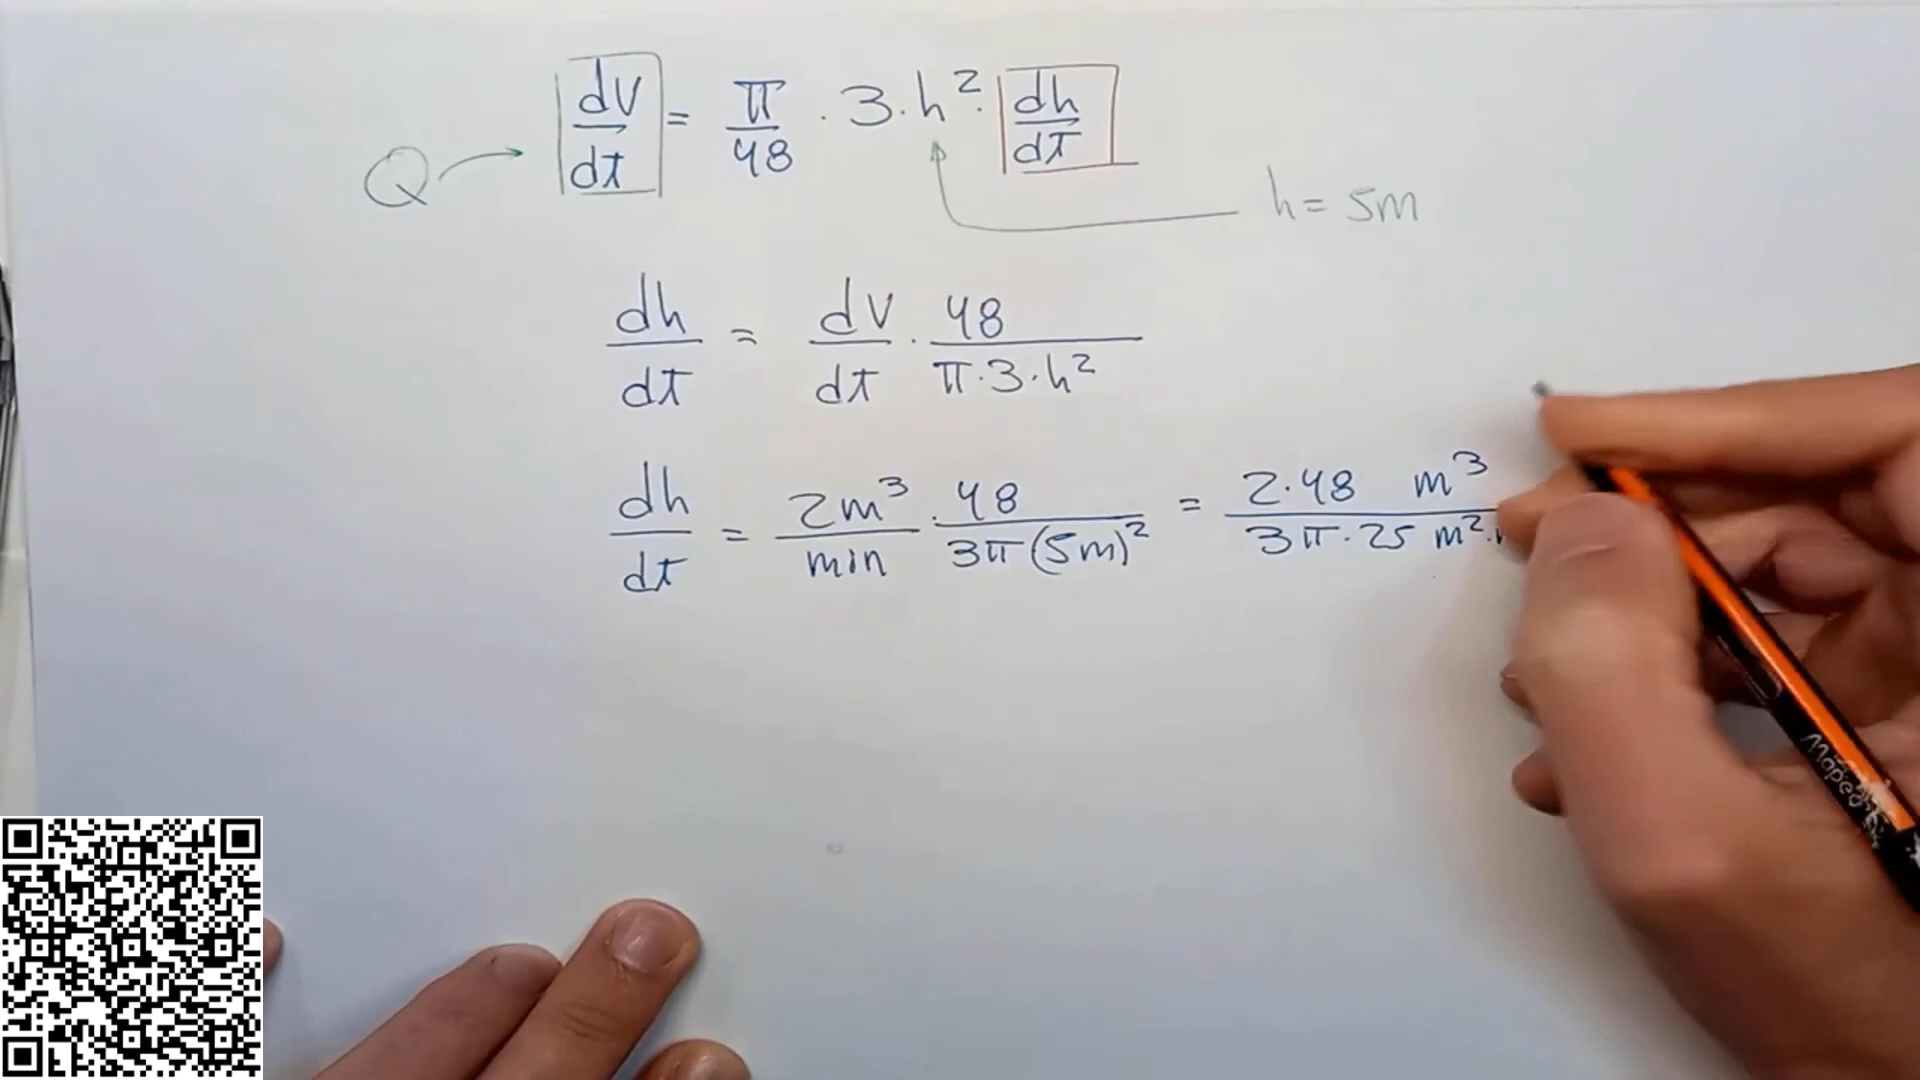 dV/dt = π/48 · 3 · h² · dh/dt
Q
h = 5m
dh/dt = dV/dt · 48/(π·3·h²)
dh/dt = 2m³/min · 48/(3π(5m)²) = 2·48 m³/(3π·25 m²·
Maped